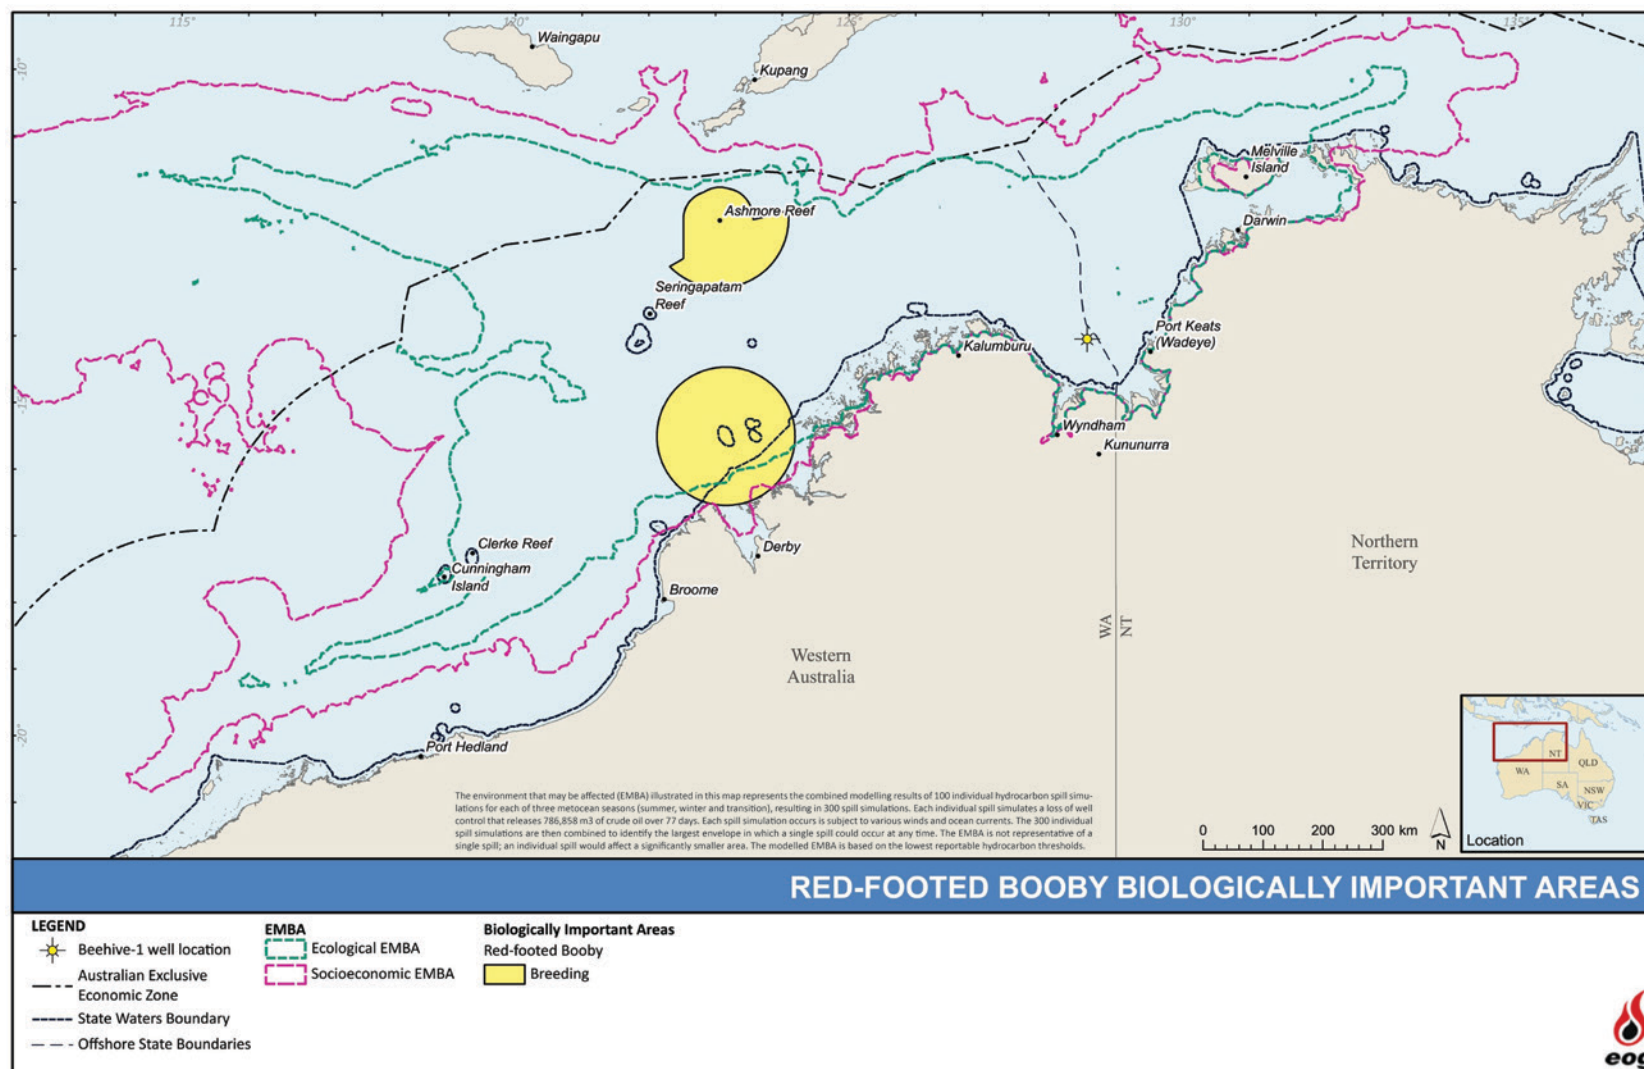 115°
120°
125°
130°
135°
-10°
-15°
-20°
Waingapu
Kupang
Melville
Island
Ashmore Reef
Darwin
Seringapatam
Reef
Port Keats
(Wadeye)
Kalumburu
Wyndham
Kununurra
Clerke Reef
Cunningham
Island
Derby
Broome
Northern
Territory
WA
NT
Western
Australia
Port Hedland
The environment that may be affected (EMBA) illustrated in this map represents the combined modelling results of 100 individual hydrocarbon spill simu-
lations for each of three metocean seasons (summer, winter and transition), resulting in 300 spill simulations. Each individual spill simulates a loss of well
control that releases 786,858 m3 of crude oil over 77 days. Each spill simulation occurs is subject to various winds and ocean currents. The 300 individual
spill simulations are then combined to identify the largest envelope in which a single spill could occur at any time. The EMBA is not representative of a
single spill; an individual spill would affect a significantly smaller area. The modelled EMBA is based on the lowest reportable hydrocarbon thresholds.
0 100 200 300 km
N
NT
WA
QLD
SA
NSW
VIC
TAS
Location
RED-FOOTED BOOBY BIOLOGICALLY IMPORTANT AREAS
LEGEND
Beehive-1 well location
Australian Exclusive
Economic Zone
State Waters Boundary
Offshore State Boundaries
EMBA
Ecological EMBA
Socioeconomic EMBA
Biologically Important Areas
Red-footed Booby
Breeding
eog